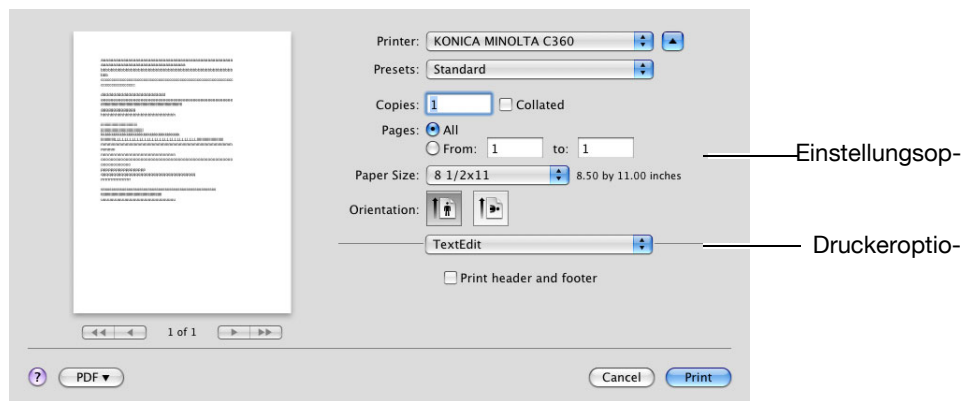 Printer: KONICA MINOLTA C360
Presets: Standard
Copies: 1 Collated
Pages: All
From: 1 to: 1
Einstellungsop-
Paper Size: 8 1/2x11 8.50 by 11.00 inches
Orientation:
TextEdit
Druckeroptio-
Print header and footer
1 of 1
? PDF
Cancel Print